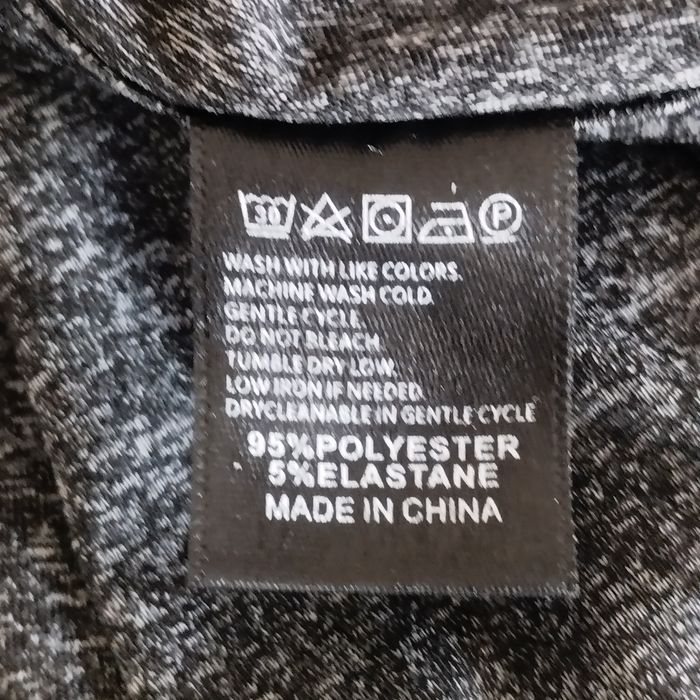 30 P
WASH WITH LIKE COLORS.
MACHINE WASH COLD.
GENTLE CYCLE.
DO NOT BLEACH.
TUMBLE DRY LOW.
LOW IRON IF NEEDED.
DRYCLEANABLE IN GENTLE CYCLE
95%POLYESTER
5%ELASTANE
MADE IN CHINA